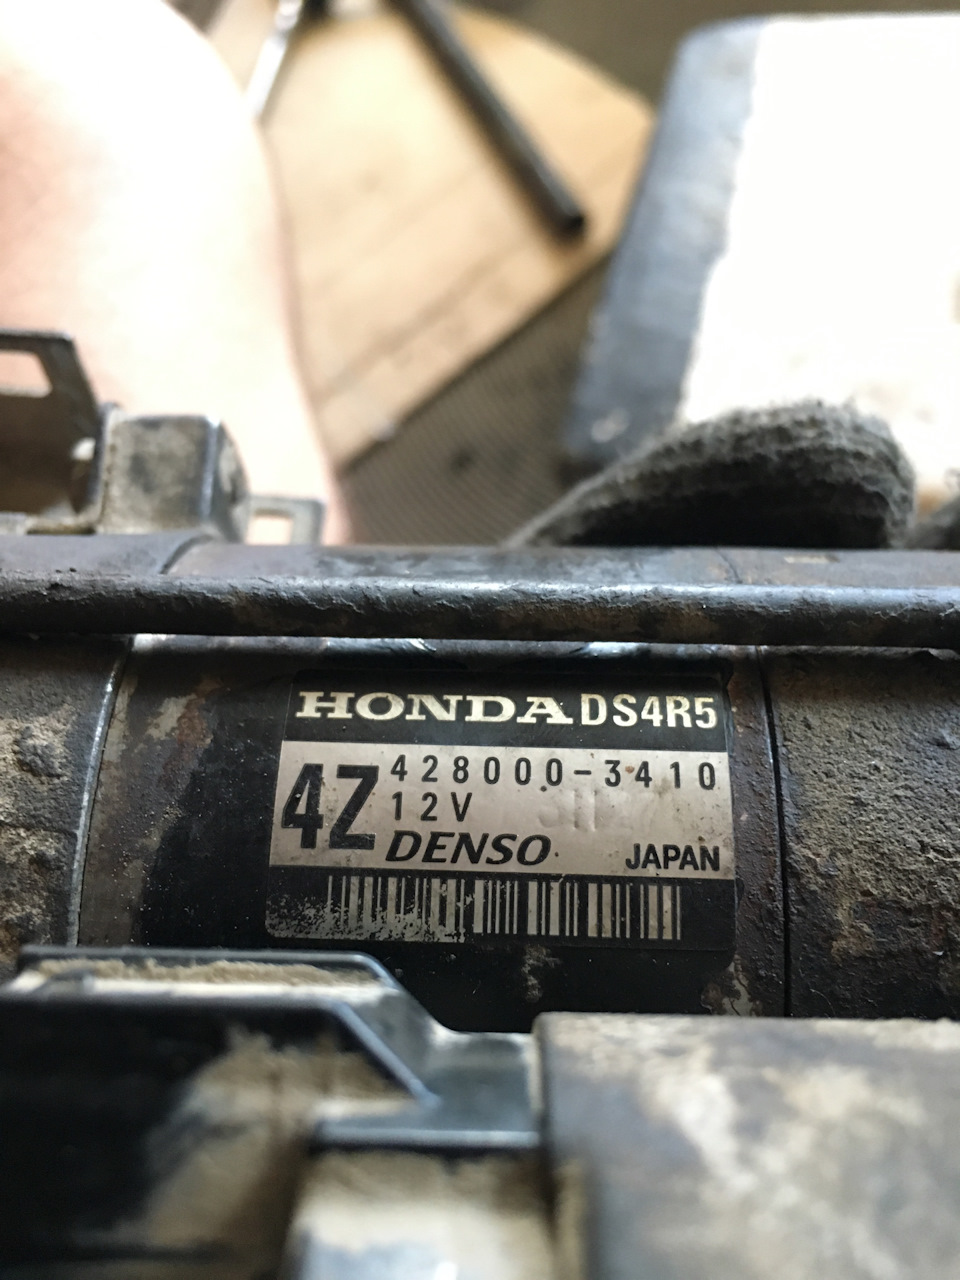 HONDA DS4R5
4Z
428000-3410
12V
DENSO JAPAN